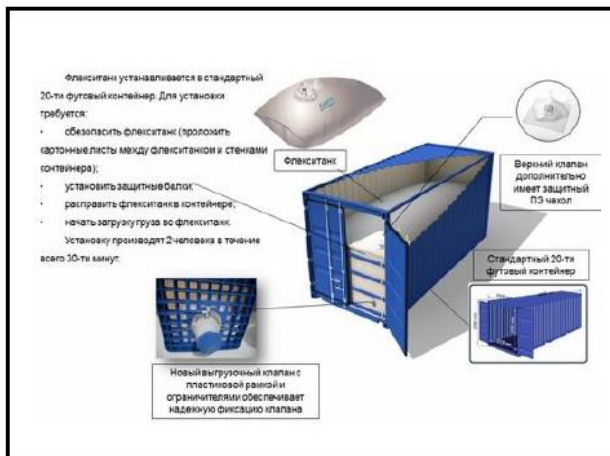 Флекситанк устанавливается в стандартный
20-ти футовый контейнер. Для установки
требуется:
• обезопасить флекситанк (проложить
картонные листы между флекситанком и стенками
контейнера);
• установить защитные балки;
• расправить флекситанк в контейнере;
• начать загрузку груза во флекситанк.
Установку производят 2 человека в течение
всего 30-ти минут.
Флекситанк
Верхний клапан
дополнительно
имеет защитный
ПЭ чехол
Стандартный 20-ти
футовый контейнер
Новый выгрузочный клапан с
пластиковой рамкой и
ограничителями обеспечивает
надежную фиксацию клапана